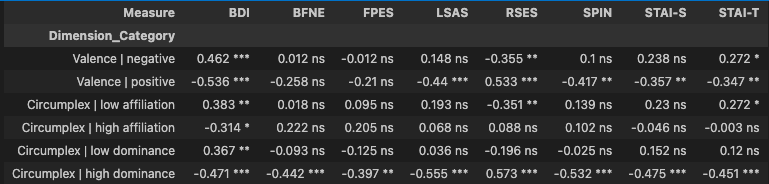 Measure BDI BFNE FPES LSAS RSES SPIN STAI-S STAI-T
Dimension_Category
Valence | negative 0.462 *** 0.012 ns -0.012 ns 0.148 ns -0.355 ** 0.1 ns 0.238 ns 0.272 *
Valence | positive -0.536 *** -0.258 ns -0.21 ns -0.44 *** 0.533 *** -0.417 ** -0.357 ** -0.347 **
Circumplex | low affiliation 0.383 ** 0.018 ns 0.095 ns 0.193 ns -0.351 ** 0.139 ns 0.23 ns 0.272 *
Circumplex | high affiliation -0.314 * 0.222 ns 0.205 ns 0.068 ns 0.088 ns 0.102 ns -0.046 ns -0.003 ns
Circumplex | low dominance 0.367 ** -0.093 ns -0.125 ns 0.036 ns -0.196 ns -0.025 ns 0.152 ns 0.12 ns
Circumplex | high dominance -0.471 *** -0.442 *** -0.397 ** -0.555 *** 0.573 *** -0.532 *** -0.475 *** -0.451 ***